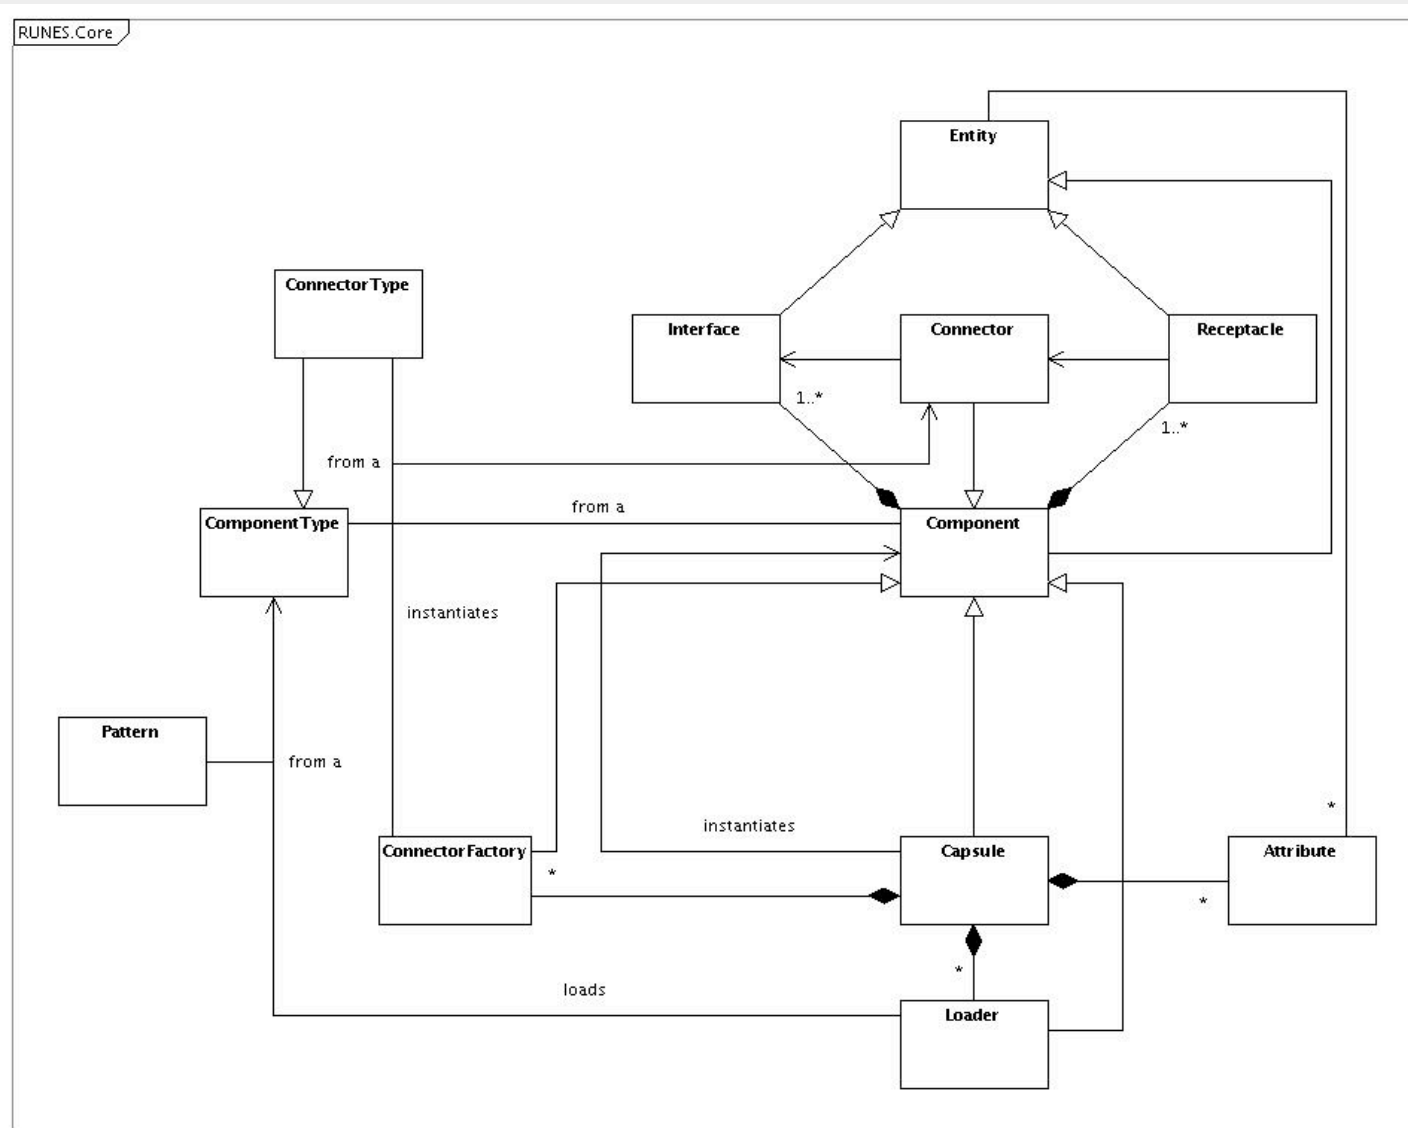 RUNES.Core
Entity
ConnectorType
Interface
Connector
Receptacle
1..*
1..*
from a
from a
ComponentType
Component
instantiates
Pattern
from a
*
instantiates
ConnectorFactory
Capsule
Attribute
*
*
*
loads
Loader